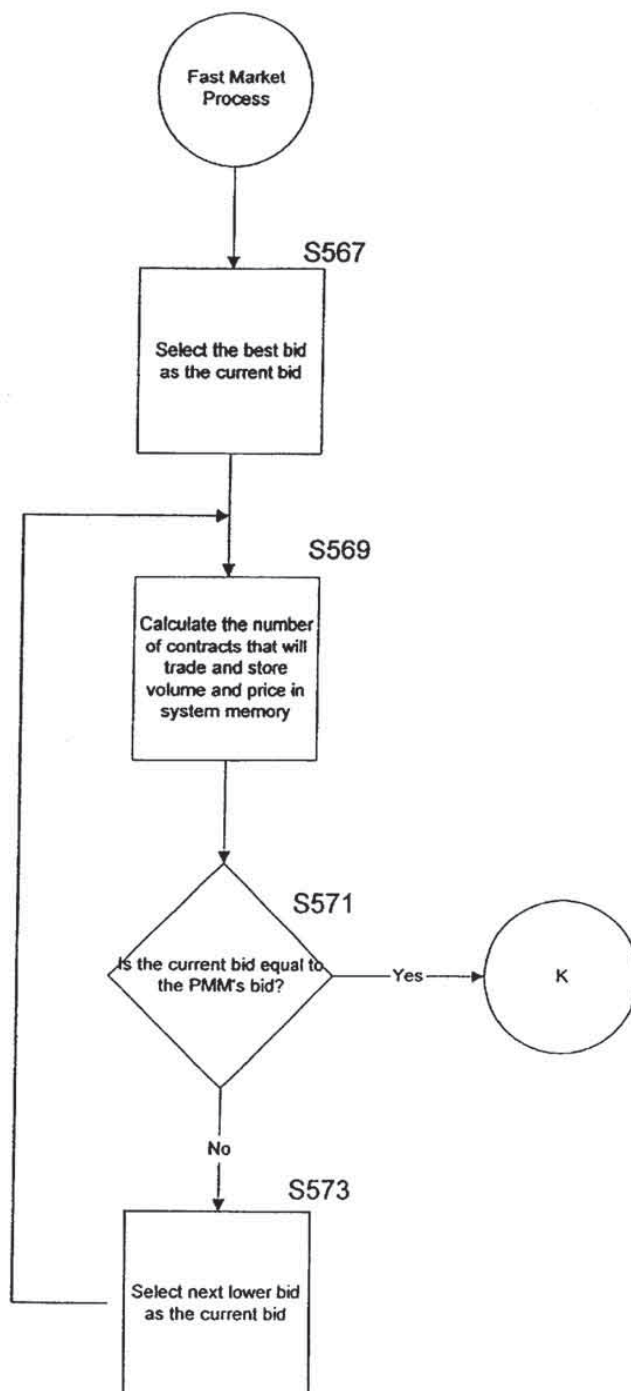 Fast Market
Process
S567
Select the best bid
as the current bid
S569
Calculate the number
of contracts that will
trade and store
volume and price in
system memory
S571
Is the current bid equal to
the PMM's bid?
Yes
K
No
S573
Select next lower bid
as the current bid